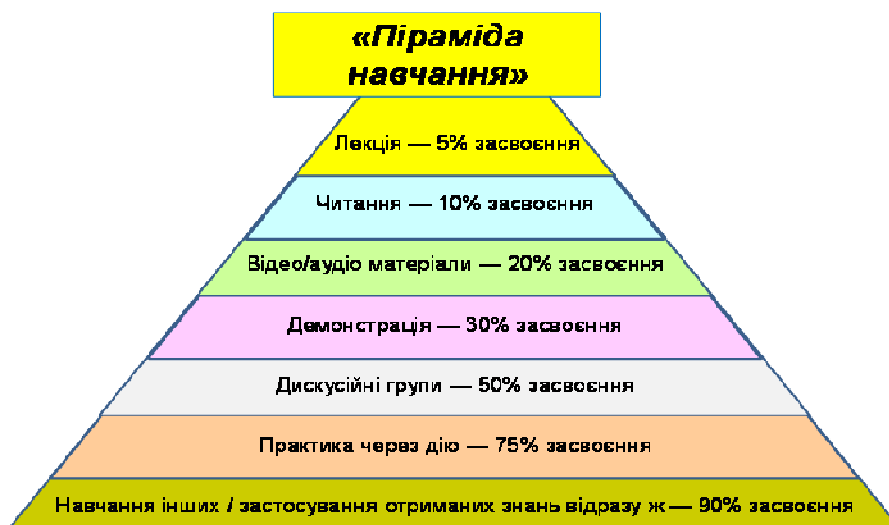 «Піраміда
навчання»
Лекція — 5% засвоєння
Читання — 10% засвоєння
Відео/аудіо матеріали — 20% засвоєння
Демонстрація — 30% засвоєння
Дискусійні групи — 50% засвоєння
Практика через дію — 75% засвоєння
Навчання інших / застосування отриманих знань відразу ж — 90% засвоєння